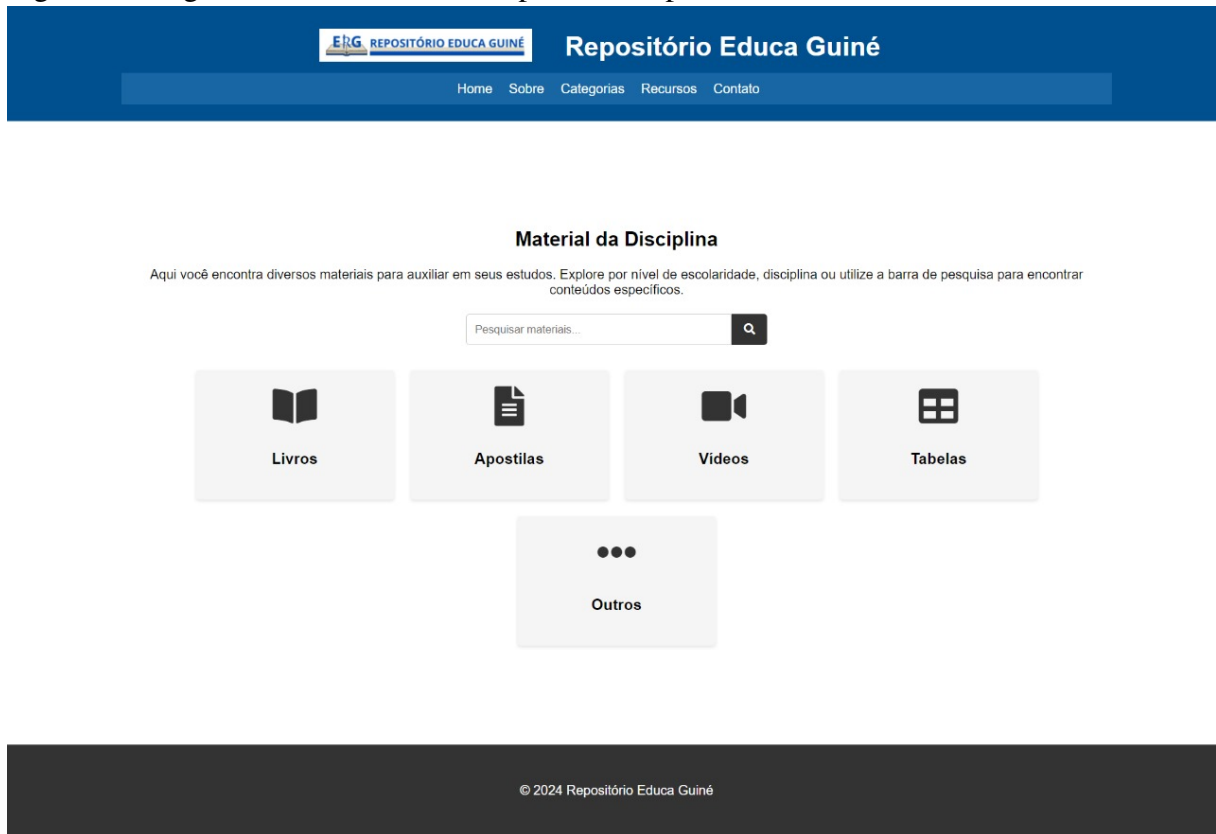 ERG REPOSITÓRIO EDUCA GUINÉ
Repositório Educa Guiné
Home Sobre Categorias Recursos Contato
Material da Disciplina
Aqui você encontra diversos materiais para auxiliar em seus estudos. Explore por nível de escolaridade, disciplina ou utilize a barra de pesquisa para encontrar
conteúdos específicos.
Pesquisar materiais...
Livros
Apostilas
Vídeos
Tabelas
Outros
© 2024 Repositório Educa Guiné